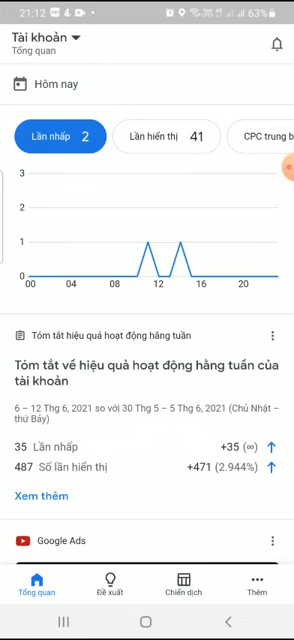 21:12
63%
Tài khoản
Tổng quan
Hôm nay
Lần nhấp 2
Lần hiển thị 41
CPC trung b
3
2
1
0
00 04 08 12 16 20
Tóm tắt hiệu quả hoạt động hằng tuần
Tóm tắt về hiệu quả hoạt động hằng tuần của
tài khoản
6 – 12 Thg 6, 2021 so với 30 Thg 5 – 5 Thg 6, 2021 (Chủ Nhật –
thứ Bảy)
35 Lần nhấp +35 (∞)
487 Số lần hiển thị +471 (2.944%)
Xem thêm
Google Ads
Tổng quan
Đề xuất
Chiến dịch
Thêm